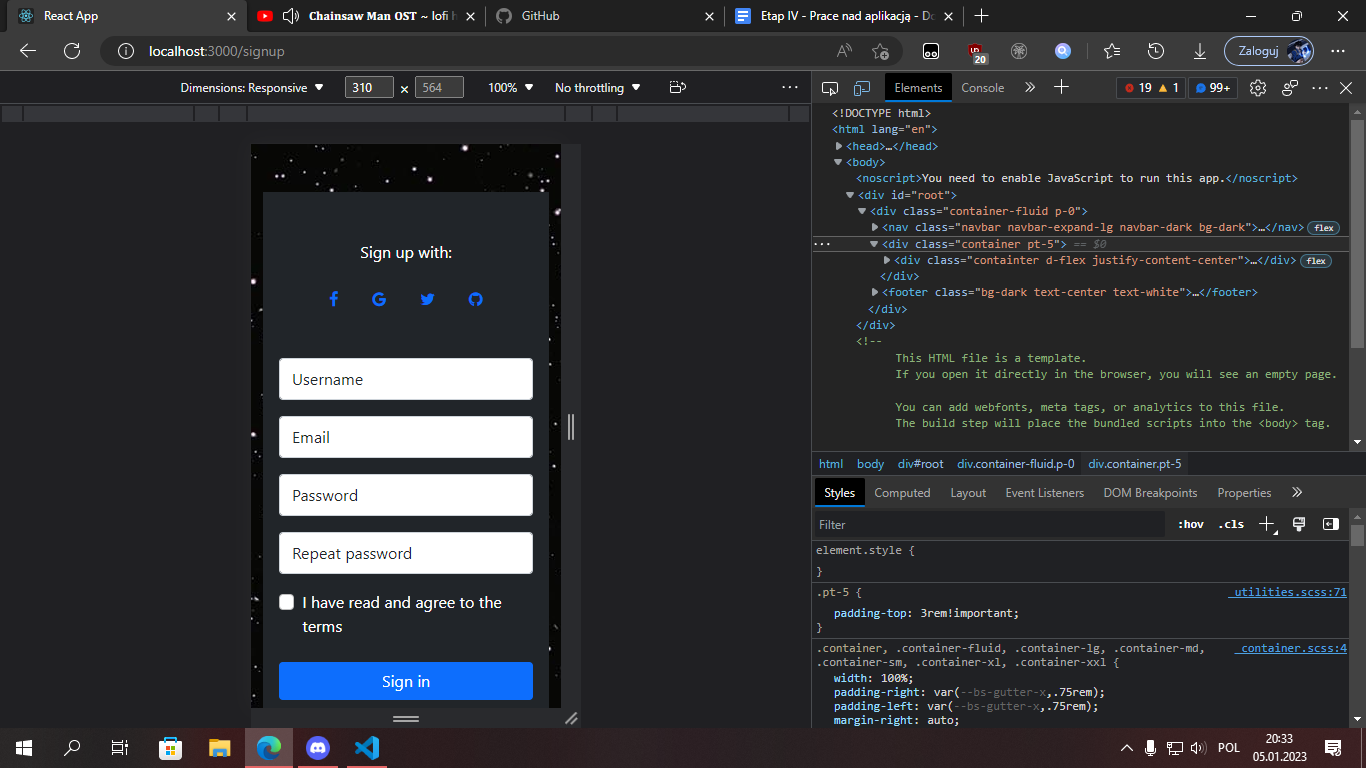 React App
𝐂𝐡𝐚𝐢𝐧𝐬𝐚𝐰 𝐌𝐚𝐧 𝐎𝐒𝐓 ~ lofi h
GitHub
Etap IV - Prace nad aplikacją - Do
localhost:3000/signup
20
Zaloguj
Dimensions: Responsive
310 × 564
100%
No throttling
Elements
Console
19
1
99+
<!DOCTYPE html>
<html lang="en">
<head>…</head>
<body>
<noscript>You need to enable JavaScript to run this app.</noscript>
<div id="root">
<div class="container-fluid p-0">
<nav class="navbar navbar-expand-lg navbar-dark bg-dark">…</nav> flex
<div class="container pt-5"> == $0
<div class="containter d-flex justify-content-center">…</div> flex
</div>
<footer class="bg-dark text-center text-white">…</footer>
</div>
</div>
<!--
This HTML file is a template.
If you open it directly in the browser, you will see an empty page.
You can add webfonts, meta tags, or analytics to this file.
The build step will place the bundled scripts into the <body> tag.
html body div#root div.container-fluid.p-0 div.container.pt-5
Styles Computed Layout Event Listeners DOM Breakpoints Properties
Filter
:hov .cls
element.style {
}
.pt-5 { _utilities.scss:71
padding-top: 3rem!important;
}
.container, .container-fluid, .container-lg, .container-md, _container.scss:4
.container-sm, .container-xl, .container-xxl {
width: 100%;
padding-right: var(--bs-gutter-x,.75rem);
padding-left: var(--bs-gutter-x,.75rem);
margin-right: auto;
Sign up with:
Username
Email
Password
Repeat password
I have read and agree to the
terms
Sign in
POL
20:33
05.01.2023